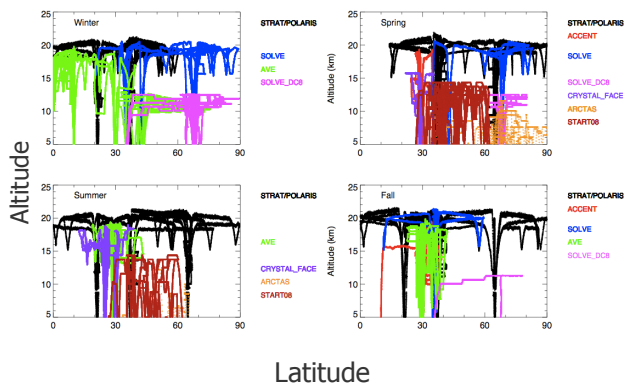 Winter
STRAT/POLARIS
SOLVE
AVE
SOLVE_DC8
25
20
15
10
5
0 30 60 90
Spring
STRAT/POLARIS
ACCENT
SOLVE
SOLVE_DC8
CRYSTAL_FACE
ARCTAS
START08
Altitude (km)
25
20
15
10
5
0 30 60 90
Altitude
Summer
STRAT/POLARIS
AVE
CRYSTAL_FACE
ARCTAS
START08
25
20
15
10
5
0 30 60 90
Fall
STRAT/POLARIS
ACCENT
SOLVE
AVE
SOLVE_DC8
Altitude (km)
25
20
15
10
5
0 30 60 90
Latitude